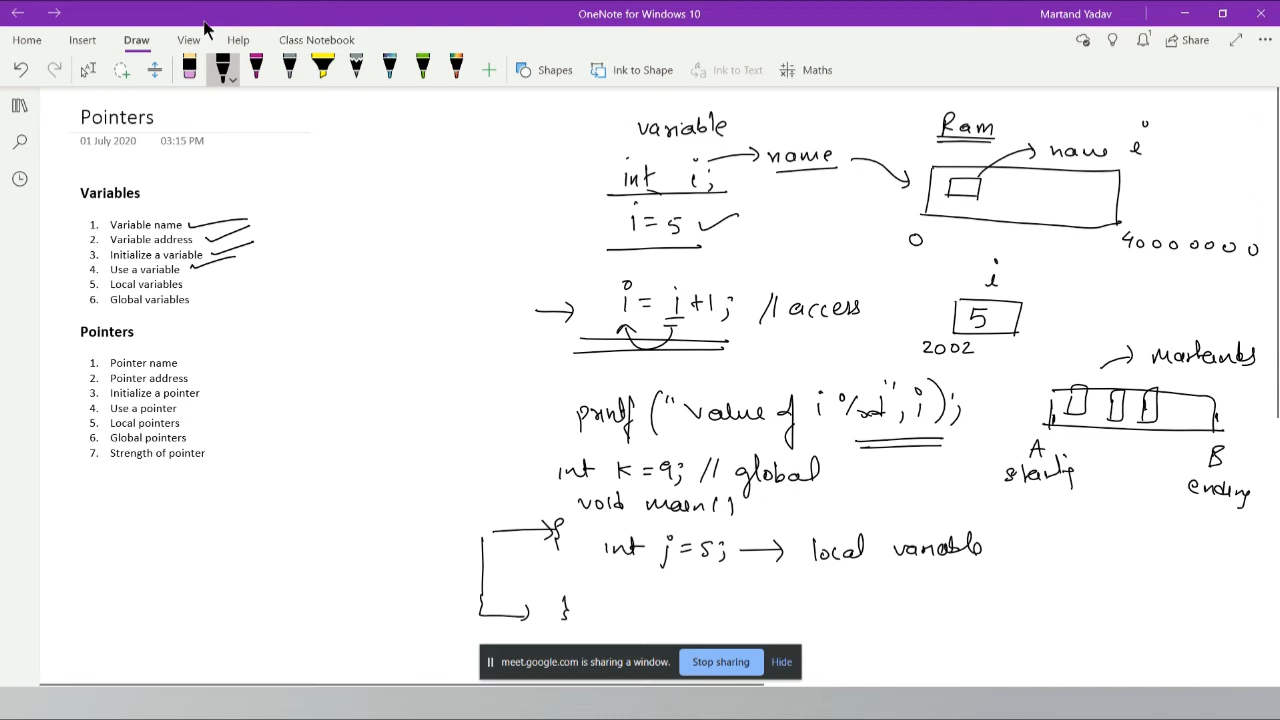 OneNote for Windows 10
Martand Yadav
Home Insert Draw View Help Class Notebook
Share
Shapes Ink to Shape Ink to Text Maths
Pointers
01 July 2020 03:15 PM
Variables
1. Variable name
2. Variable address
3. Initialize a variable
4. Use a variable
5. Local variables
6. Global variables
Pointers
1. Pointer name
2. Pointer address
3. Initialize a pointer
4. Use a pointer
5. Local pointers
6. Global pointers
7. Strength of pointer
variable
int i; name
i = 5
i = i +1; // access
printf ("value of i %d", i);
int k = 9; // global
void main()
{
int j = 5; local variable
}
Ram
name i
0
40000000
i
5
2002
A
starting
B
ending
meet.google.com is sharing a window. Stop sharing Hide